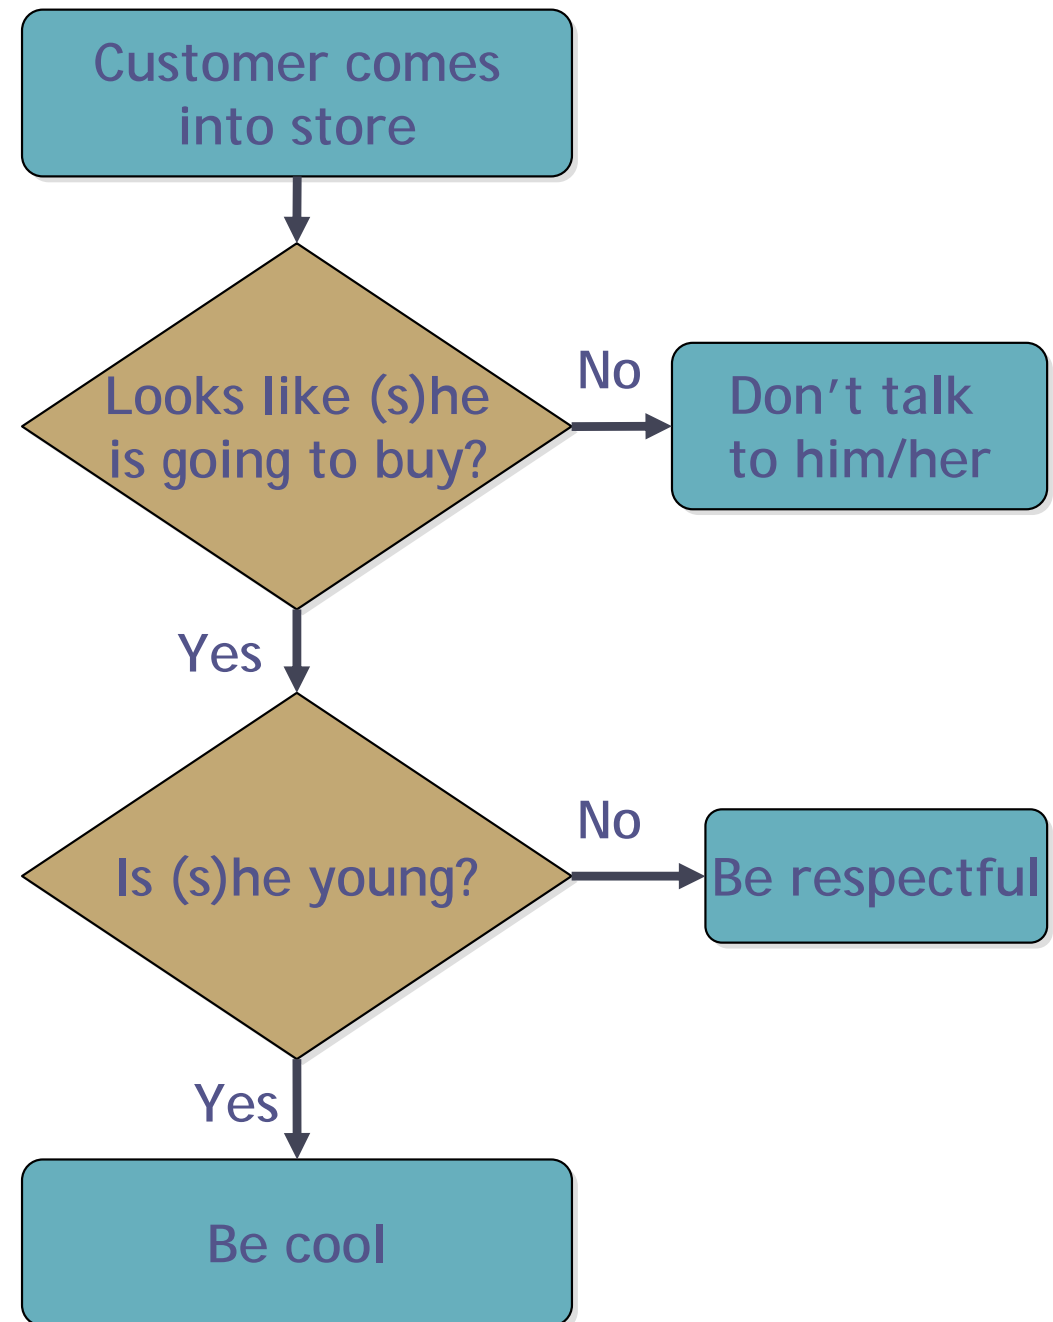 Customer comes
into store
Looks like (s)he
is going to buy?
No
Don't talk
to him/her
Yes
Is (s)he young?
No
Be respectful
Yes
Be cool